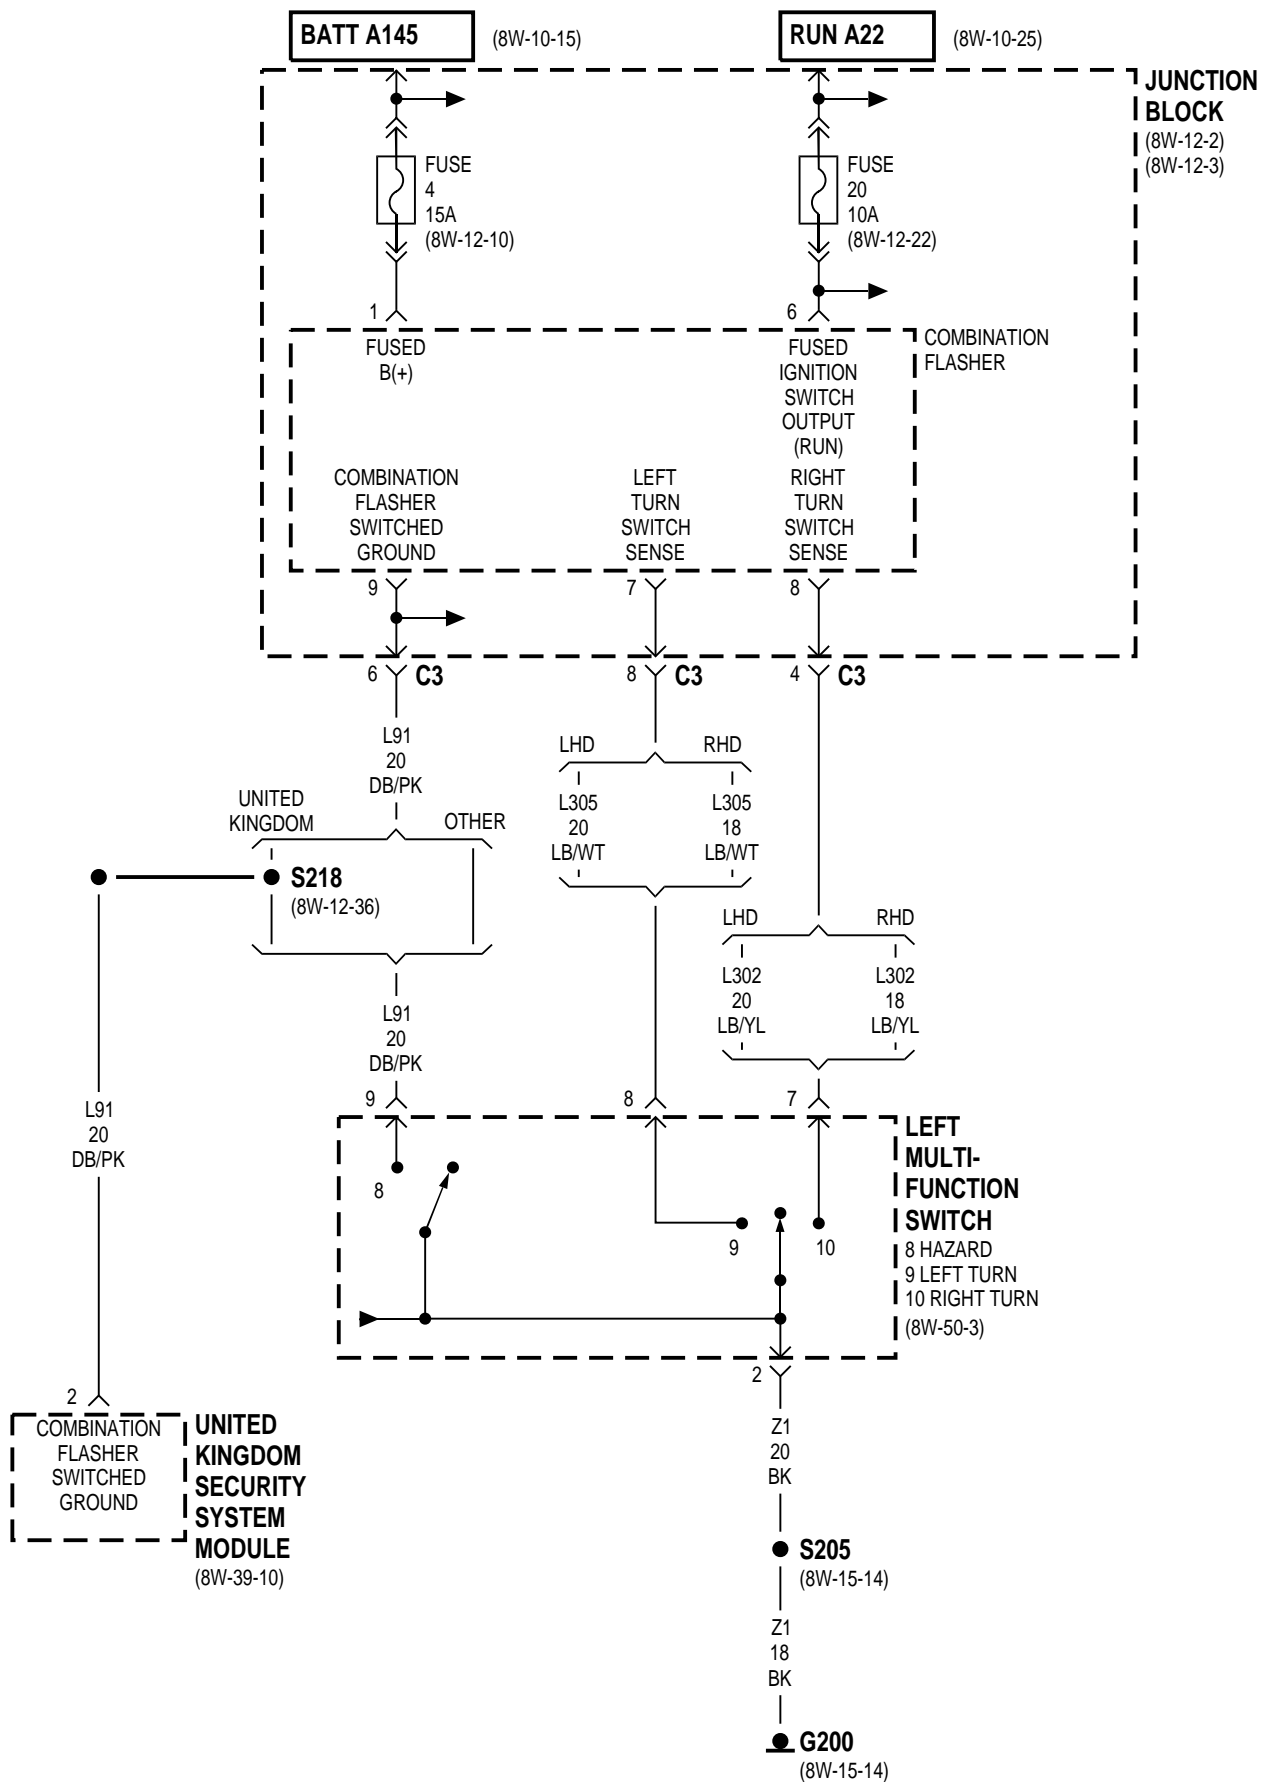 BATT A145
(8W-10-15)
RUN A22
(8W-10-25)
JUNCTION
BLOCK
(8W-12-2)
(8W-12-3)
FUSE
4
15A
(8W-12-10)
FUSE
20
10A
(8W-12-22)
1
6
COMBINATION
FLASHER
FUSED
B(+)
FUSED
IGNITION
SWITCH
OUTPUT
(RUN)
COMBINATION
FLASHER
SWITCHED
GROUND
LEFT
TURN
SWITCH
SENSE
RIGHT
TURN
SWITCH
SENSE
9
7
8
6
C3
8
C3
4
C3
L91
20
DB/PK
LHD
RHD
L305
20
LB/WT
L305
18
LB/WT
UNITED
KINGDOM
OTHER
S218
(8W-12-36)
LHD
RHD
L302
20
LB/YL
L302
18
LB/YL
L91
20
DB/PK
9
8
7
L91
20
DB/PK
LEFT
MULTI-
FUNCTION
SWITCH
8 HAZARD
9 LEFT TURN
10 RIGHT TURN
(8W-50-3)
8
9
10
2
2
COMBINATION
FLASHER
SWITCHED
GROUND
UNITED
KINGDOM
SECURITY
SYSTEM
MODULE
(8W-39-10)
Z1
20
BK
S205
(8W-15-14)
Z1
18
BK
G200
(8W-15-14)